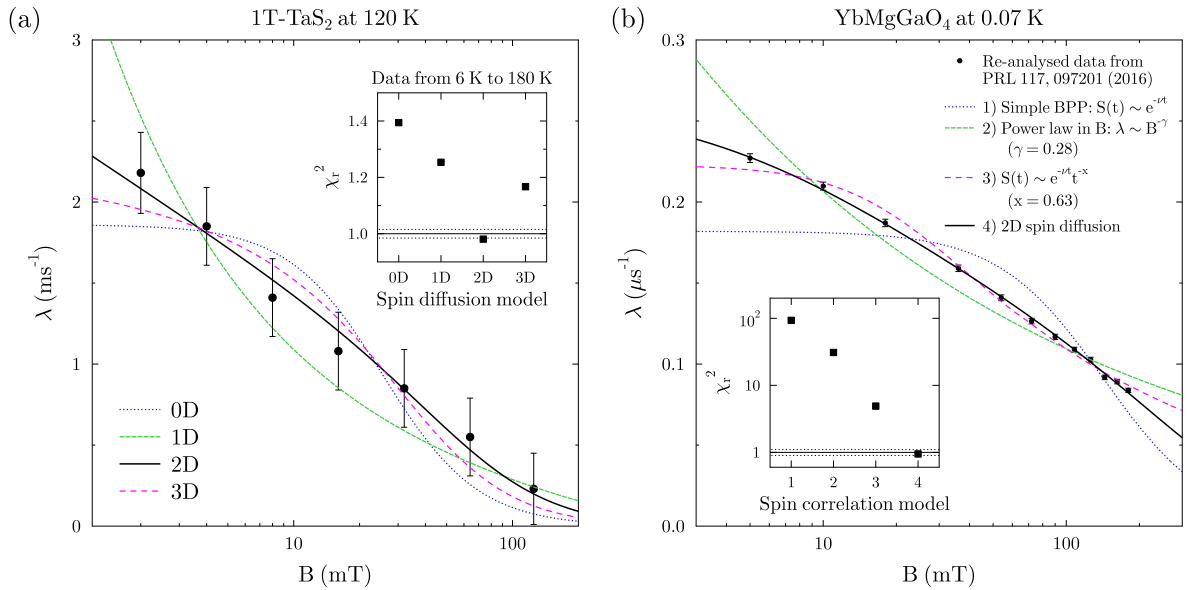 (a)
1T-TaS2 at 120 K
3
2
1
0
λ (ms-1)
10
100
B (mT)
0D
1D
2D
3D
Data from 6 K to 180 K
1.4
1.2
1.0
χr2
0D 1D 2D 3D
Spin diffusion model
(b)
YbMgGaO4 at 0.07 K
0.3
0.2
0.1
0.0
λ (μs-1)
10
100
B (mT)
Re-analysed data from
PRL 117, 097201 (2016)
1) Simple BPP: S(t) ∼ e-νt
2) Power law in B: λ ∼ B-γ
(γ = 0.28)
3) S(t) ∼ e-νt t-x
(x = 0.63)
4) 2D spin diffusion
102
10
1
χr2
1 2 3 4
Spin correlation model